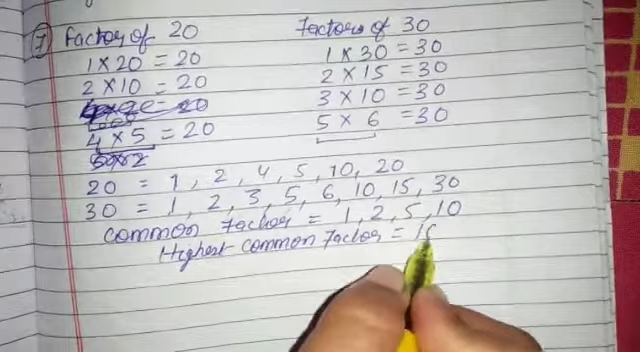 7 Factors of 20
1 × 20 = 20
2 × 10 = 20
4 × 5 = 20
Factors of 30
1 × 30 = 30
2 × 15 = 30
3 × 10 = 30
5 × 6 = 30
20 = 1, 2, 4, 5, 10, 20
30 = 1, 2, 3, 5, 6, 10, 15, 30
Common Factor = 1, 2, 5, 10
Highest common Factor = 10